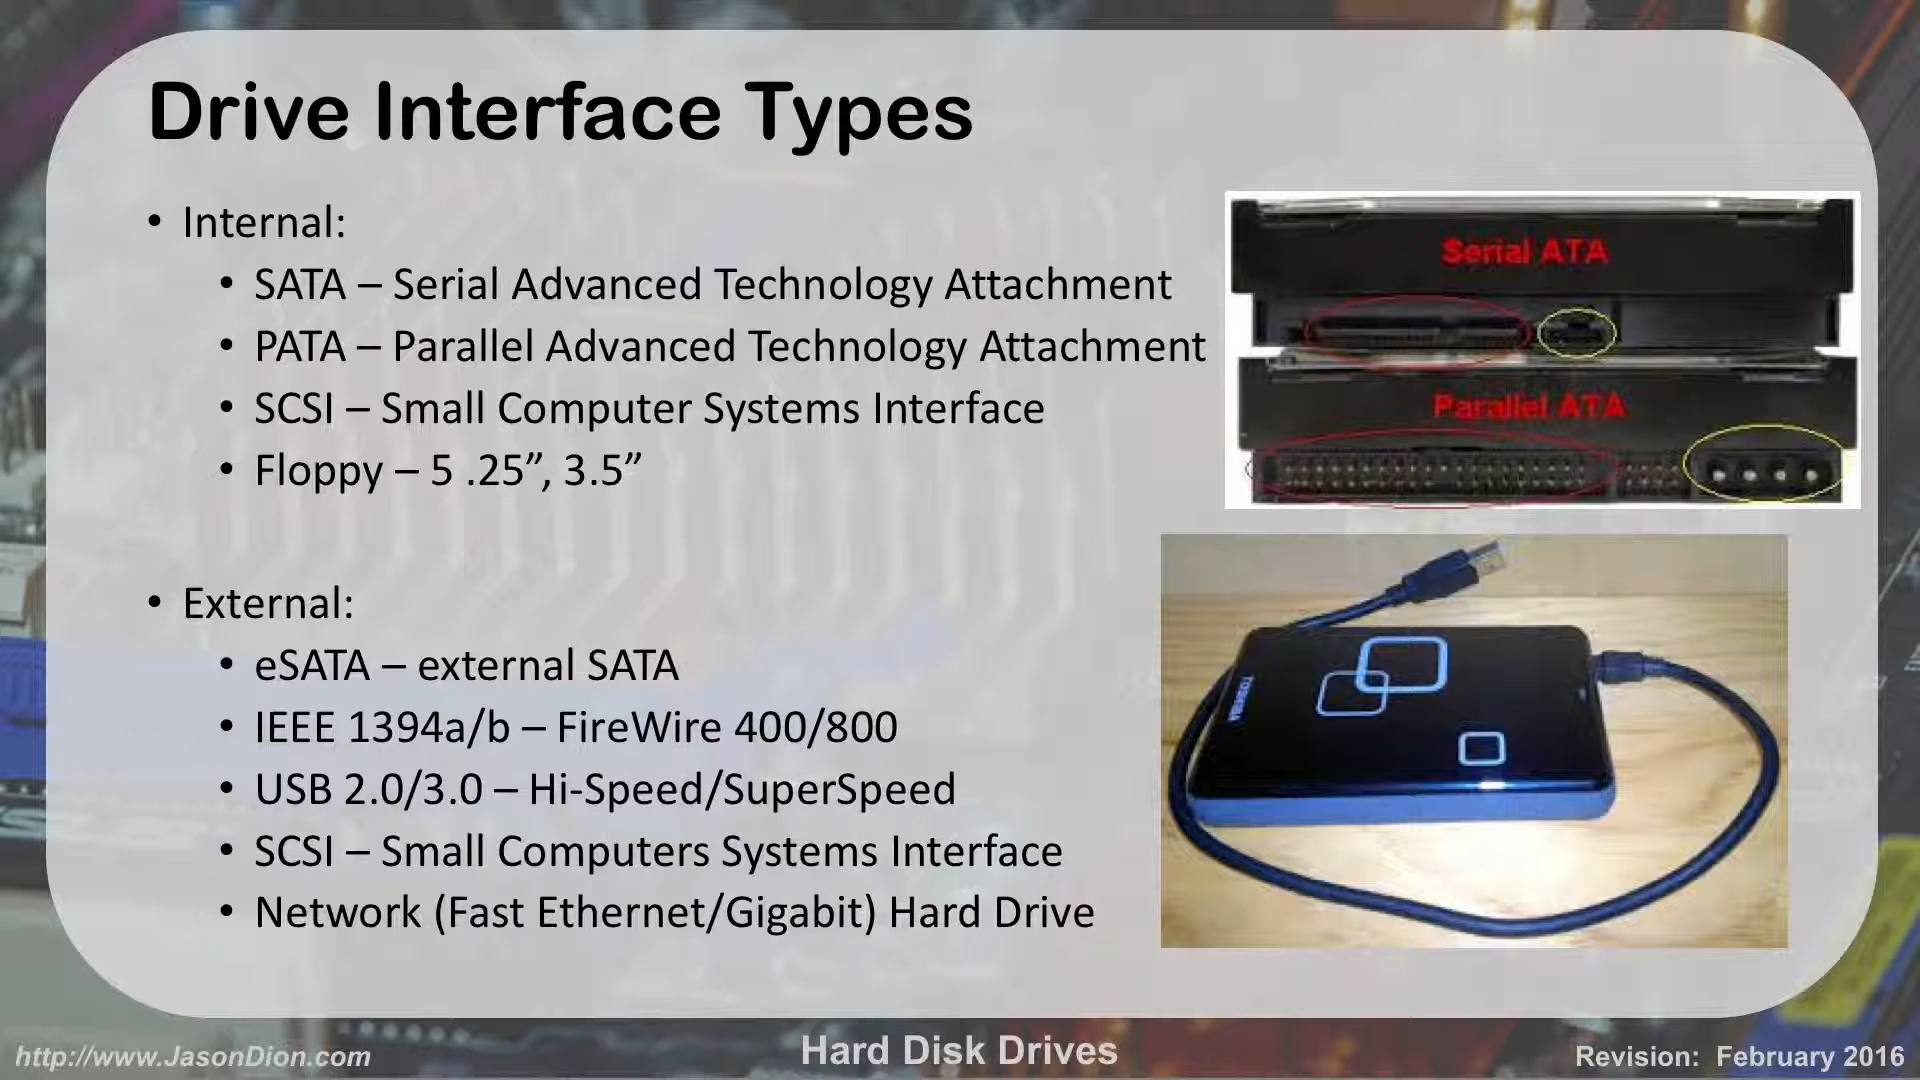 Drive Interface Types
• Internal:
• SATA – Serial Advanced Technology Attachment
• PATA – Parallel Advanced Technology Attachment
• SCSI – Small Computer Systems Interface
• Floppy – 5 .25”, 3.5”
Serial ATA
Parallel ATA
• External:
• eSATA – external SATA
• IEEE 1394a/b – FireWire 400/800
• USB 2.0/3.0 – Hi-Speed/SuperSpeed
• SCSI – Small Computers Systems Interface
• Network (Fast Ethernet/Gigabit) Hard Drive
TOSHIBA
http://www.JasonDion.com
Hard Disk Drives
Revision: February 2016